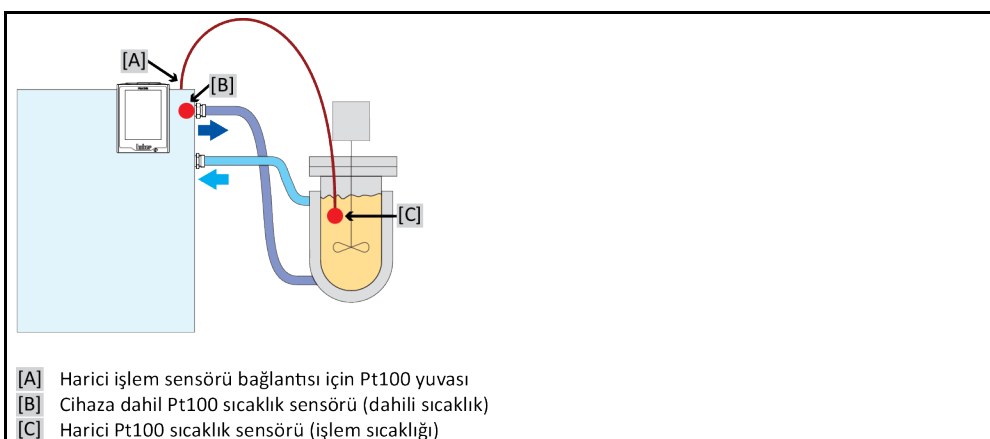 [A]
[B]
huber
[C]
[A] Harici işlem sensörü bağlantısı için Pt100 yuvası
[B] Cihaza dahil Pt100 sıcaklık sensörü (dahili sıcaklık)
[C] Harici Pt100 sıcaklık sensörü (işlem sıcaklığı)